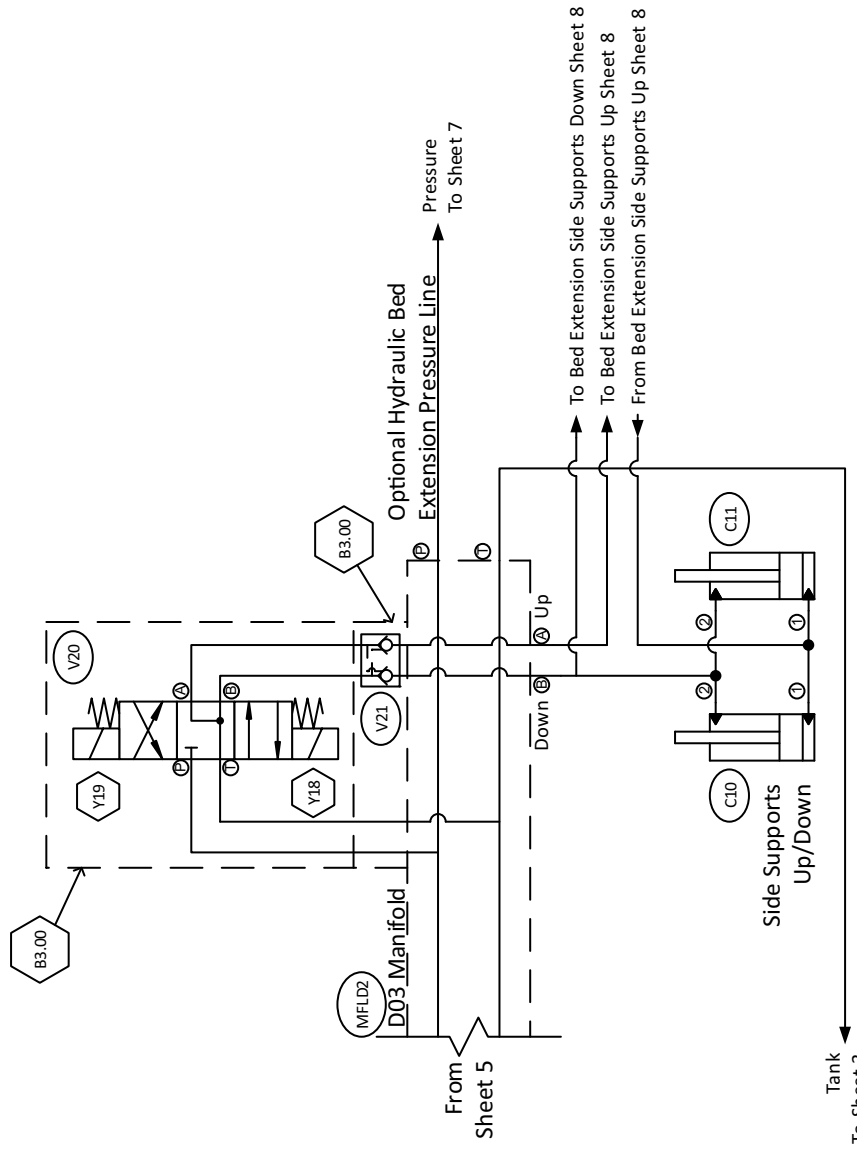 B3.00
V20
Y19
Y18
P
T
A
B
B3.00
V21
MFLD2
D03 Manifold
From
Sheet 5
Optional Hydraulic Bed
Extension Pressure Line
Pressure
To Sheet 7
P
T
Down
B
A
Up
To Bed Extension Side Supports Down Sheet 8
To Bed Extension Side Supports Up Sheet 8
From Bed Extension Side Supports Up Sheet 8
C10
C11
2
2
1
1
Side Supports
Up/Down
Tank